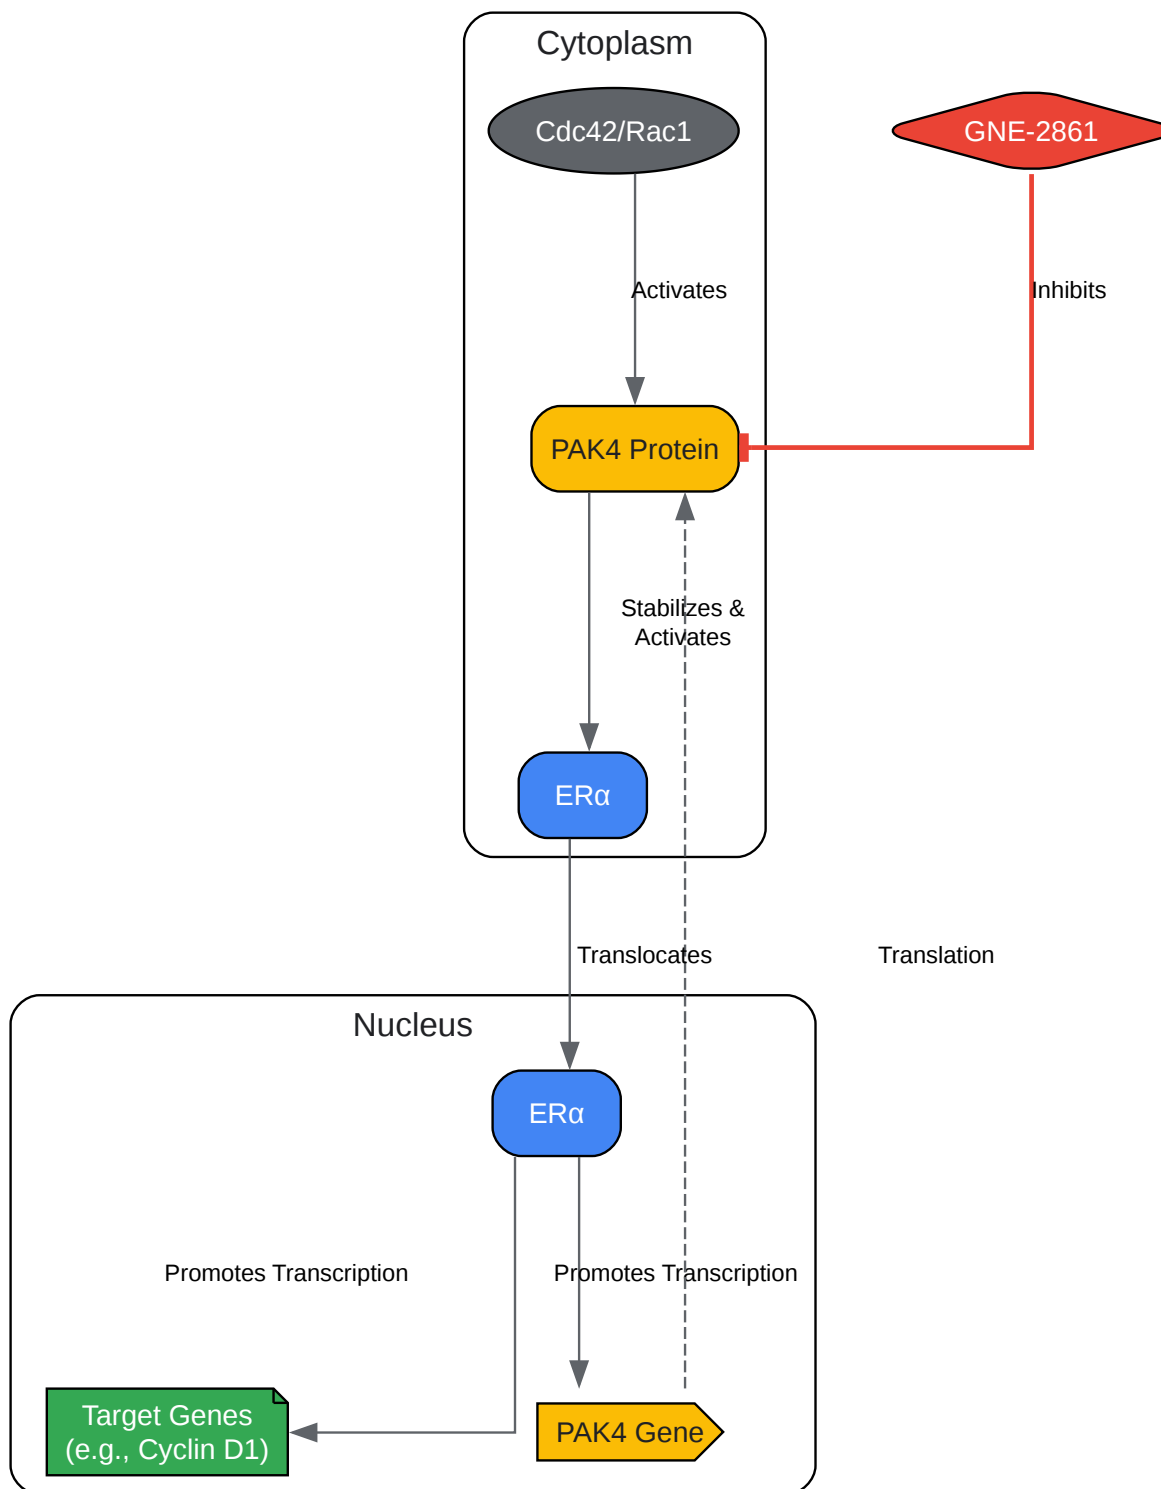 Cytoplasm
Cdc42/Rac1
GNE-2861
Activates
Inhibits
PAK4 Protein
Stabilizes &
Activates
ERα
Translocates
Translation
Nucleus
ERα
Promotes Transcription
Promotes Transcription
Target Genes
(e.g., Cyclin D1)
PAK4 Gene